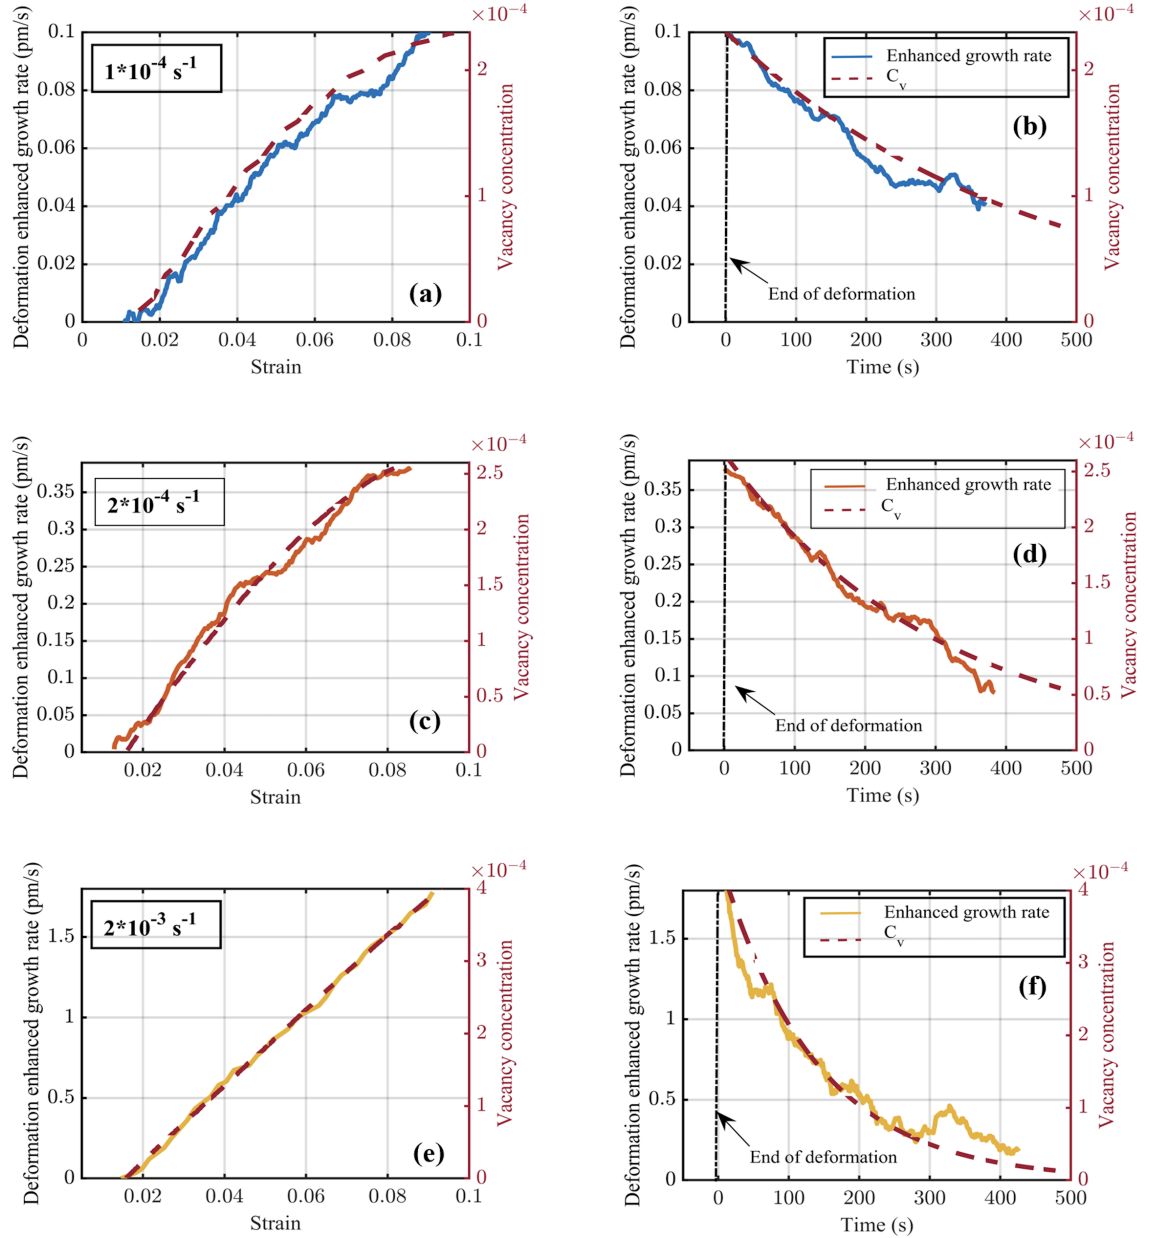 ×10⁻⁴
Deformation enhanced growth rate (pm/s)
0.1
0.08
0.06
0.04
0.02
0
1*10⁻⁴ s⁻¹
(a)
2
1
0
Vacancy concentration
0 0.02 0.04 0.06 0.08 0.1
Strain
×10⁻⁴
Deformation enhanced growth rate (pm/s)
0.1
0.08
0.06
0.04
0.02
0
Enhanced growth rate
Cᵥ
(b)
End of deformation
2
1
0
Vacancy concentration
0 100 200 300 400 500
Time (s)
×10⁻⁴
Deformation enhanced growth rate (pm/s)
0.35
0.3
0.25
0.2
0.15
0.1
0.05
0
2*10⁻⁴ s⁻¹
(c)
2.5
2
1.5
1
0.5
0
Vacancy concentration
0.02 0.04 0.06 0.08 0.1
Strain
×10⁻⁴
Deformation enhanced growth rate (pm/s)
0.35
0.3
0.25
0.2
0.15
0.1
0.05
0
Enhanced growth rate
Cᵥ
(d)
End of deformation
2.5
2
1.5
1
0.5
0
Vacancy concentration
0 100 200 300 400 500
Time (s)
×10⁻⁴
Deformation enhanced growth rate (pm/s)
1.5
1
0.5
0
2*10⁻³ s⁻¹
(e)
4
3
2
1
0
Vacancy concentration
0.02 0.04 0.06 0.08 0.1
Strain
×10⁻⁴
Deformation enhanced growth rate (pm/s)
1.5
1
0.5
0
Enhanced growth rate
Cᵥ
(f)
End of deformation
4
3
2
1
0
Vacancy concentration
0 100 200 300 400 500
Time (s)